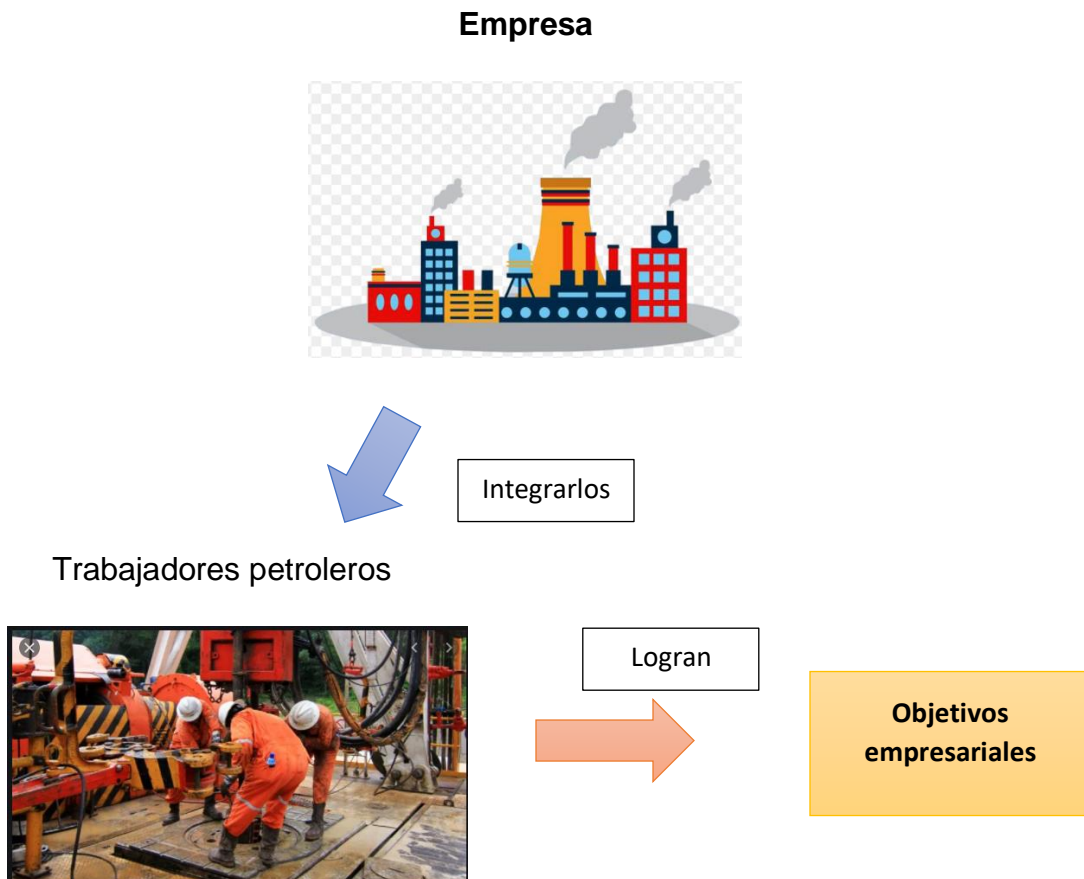 Empresa
Integrarlos
Trabajadores petroleros
Logran
Objetivos
empresariales